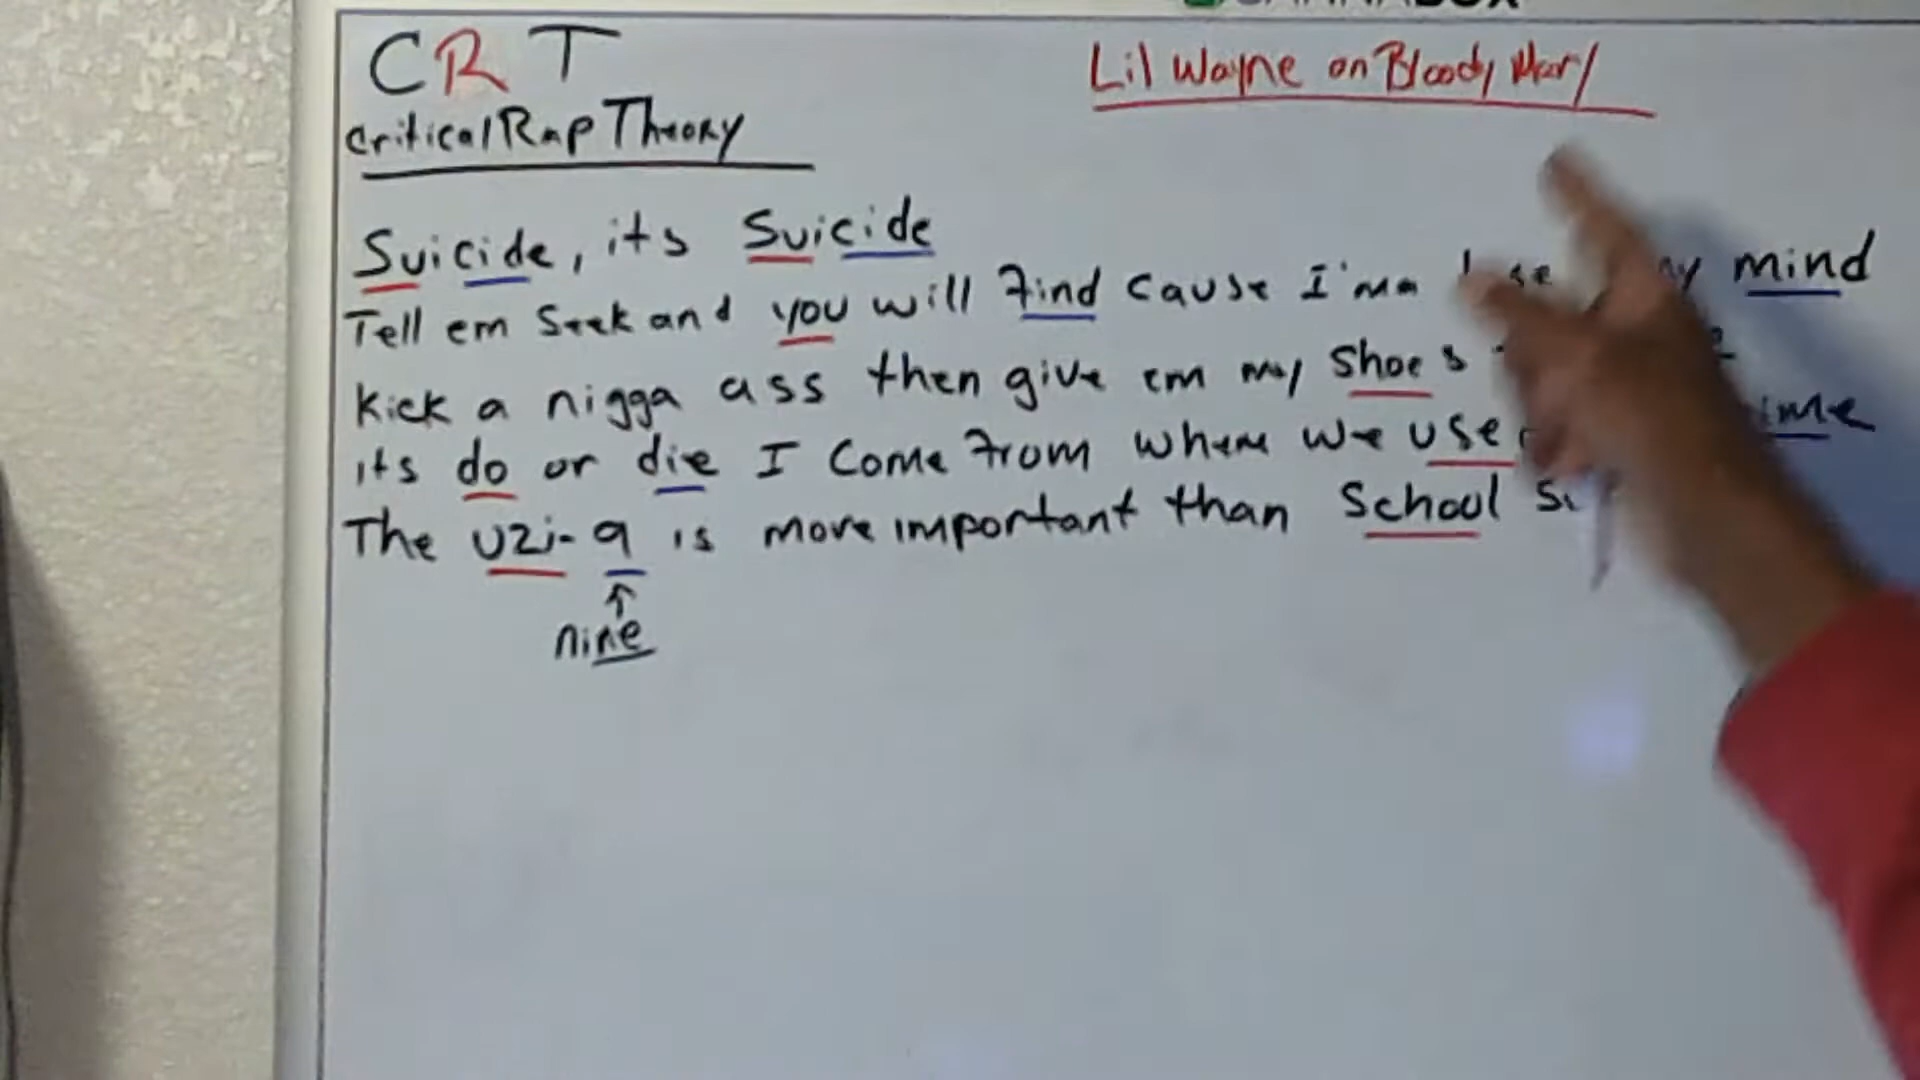 CRT
Lil Wayne on Bloody Mary
Critical Rap Theory
Suicide, its Suicide
Tell em Seek and you will find cause I'ma my mind
Kick a nigga ass then give em my shoes
its do or die I come from where we use
The uzi-9 is more important than School
nine